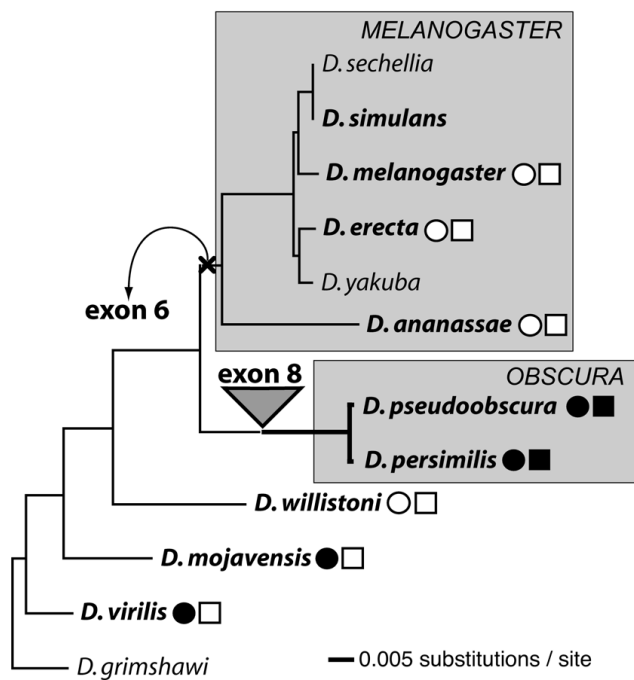 MELANOGASTER
D. sechellia
D. simulans
D. melanogaster
D. erecta
D. yakuba
exon 6
D. ananassae
exon 8
OBSCURA
D. pseudoobscura
D. persimilis
D. willistoni
D. mojavensis
D. virilis
D. grimshawi
0.005 substitutions / site